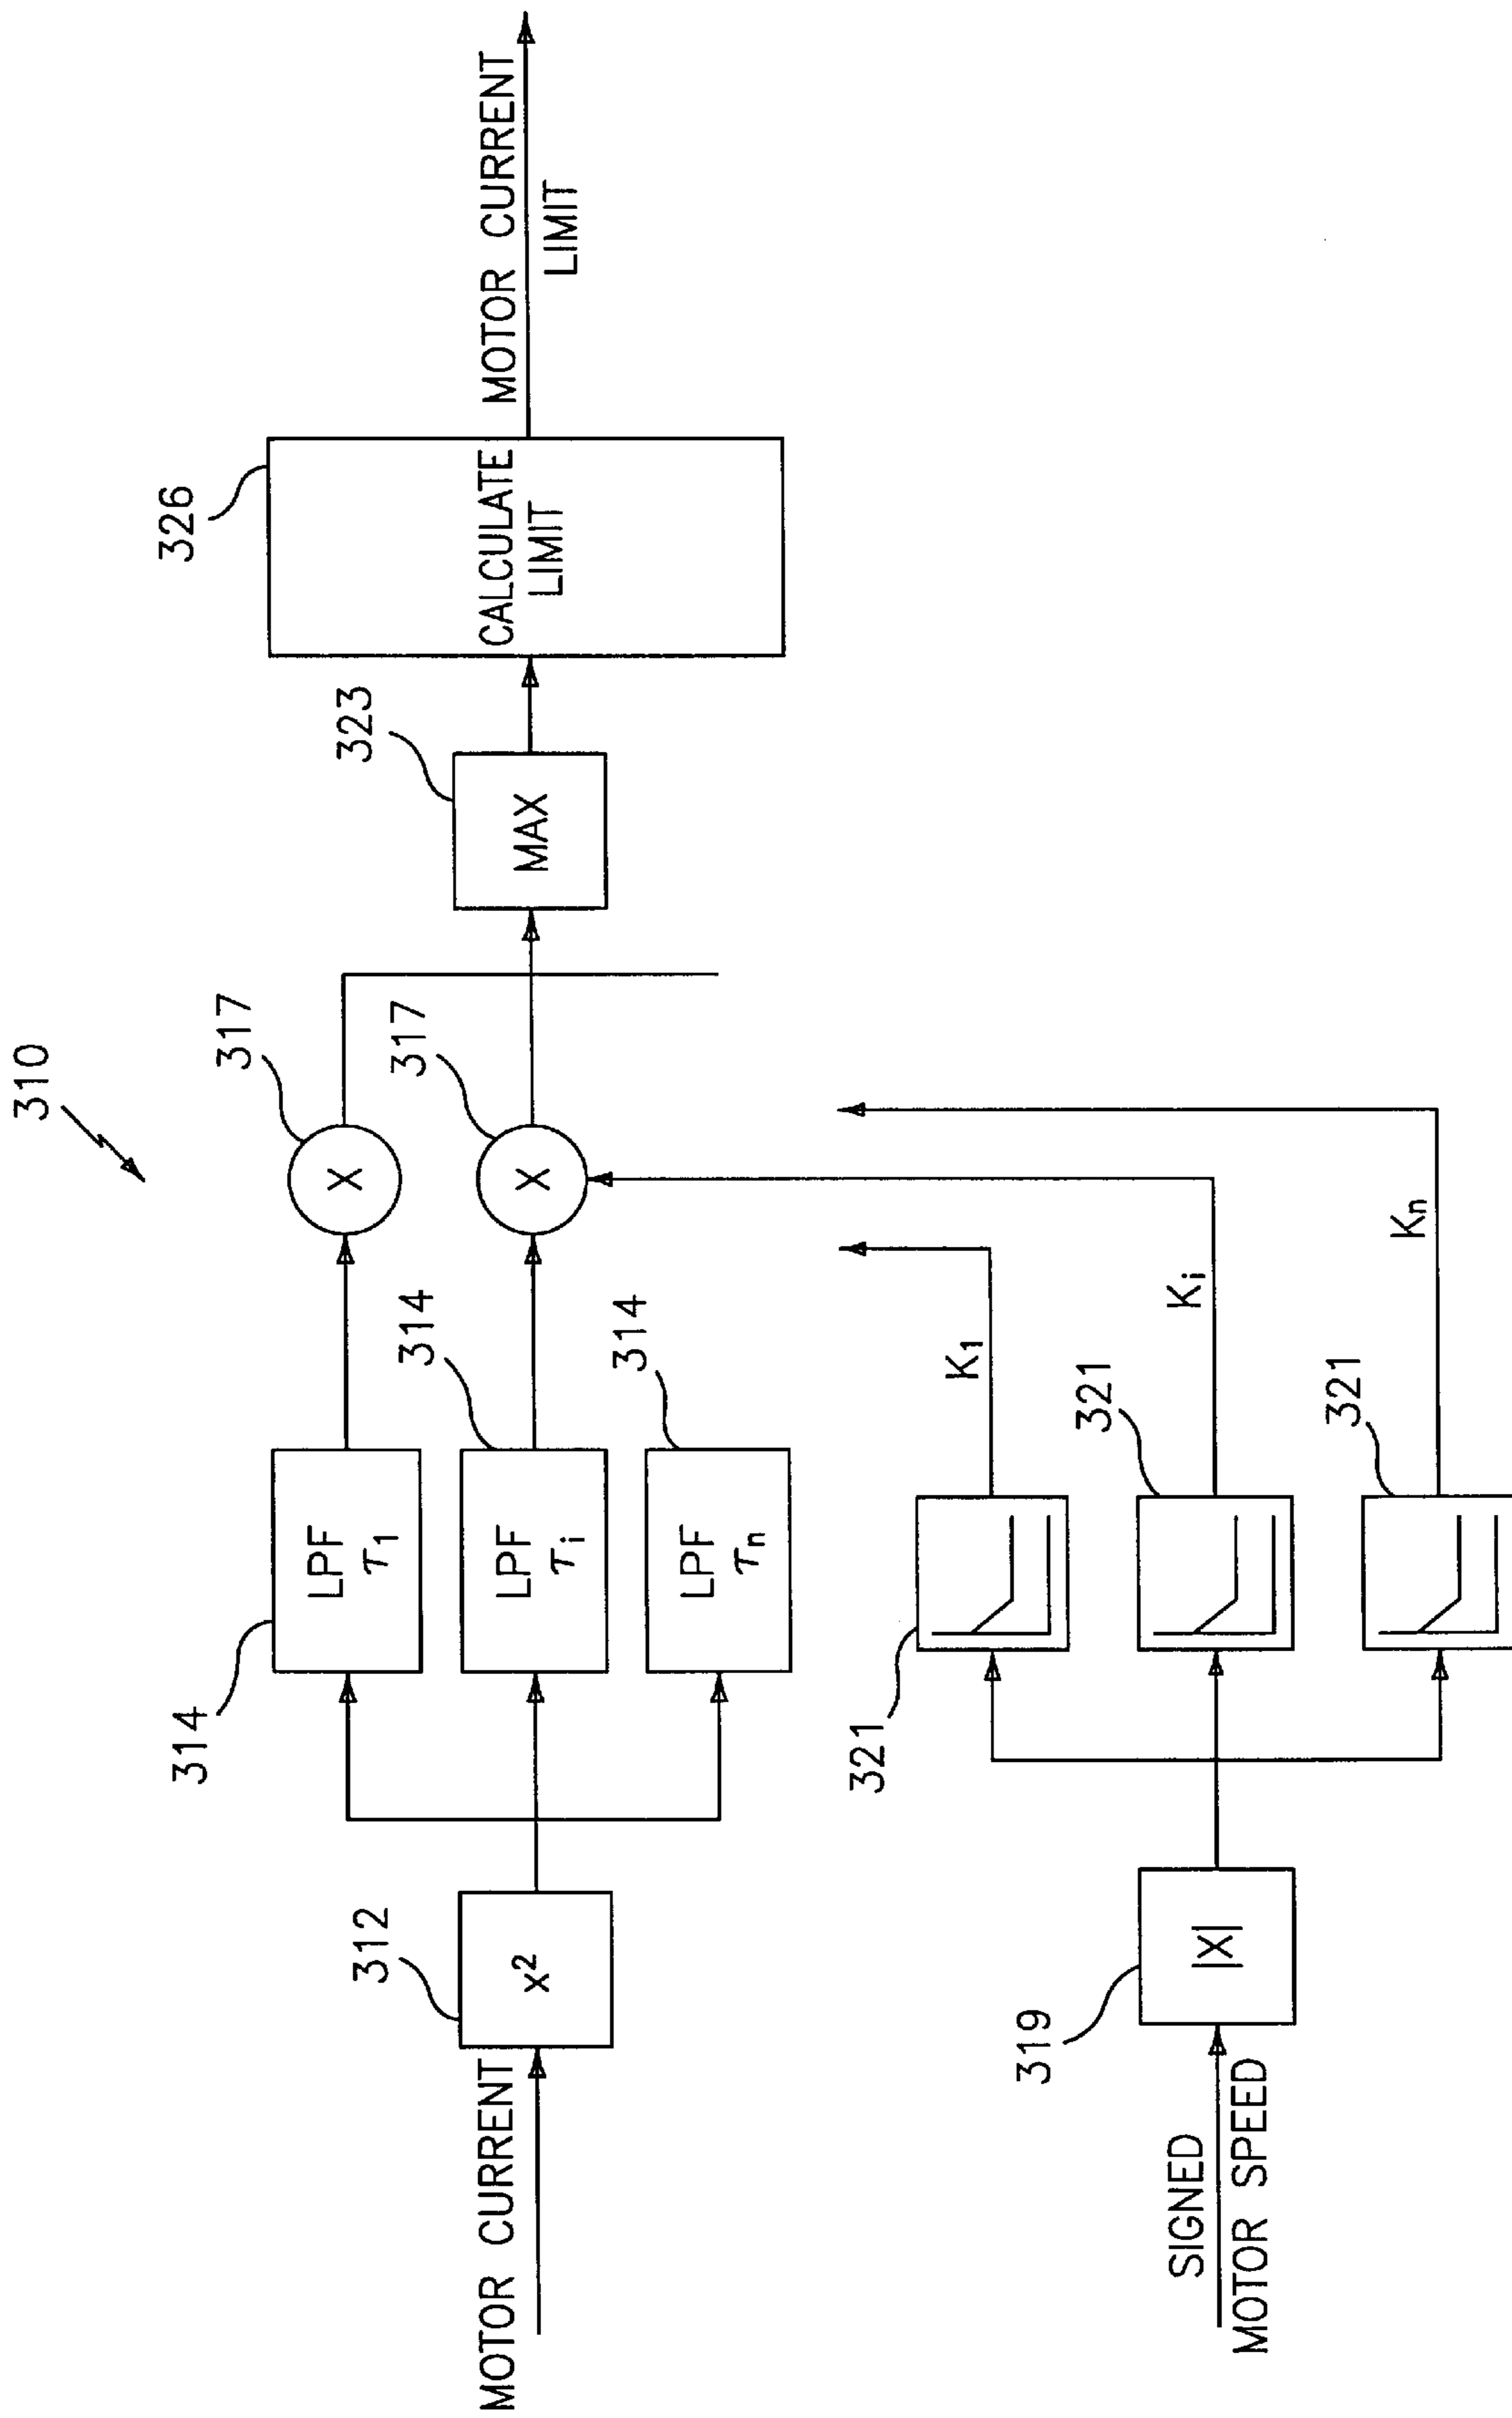 310
MOTOR CURRENT
312
x²
314
LPF
τ1
314
LPF
τi
314
LPF
τn
317
X
317
X
323
MAX
326
CALCULATE
LIMIT
MOTOR CURRENT
LIMIT
SIGNED
MOTOR SPEED
319
|X|
321
321
321
K1
Ki
Kn